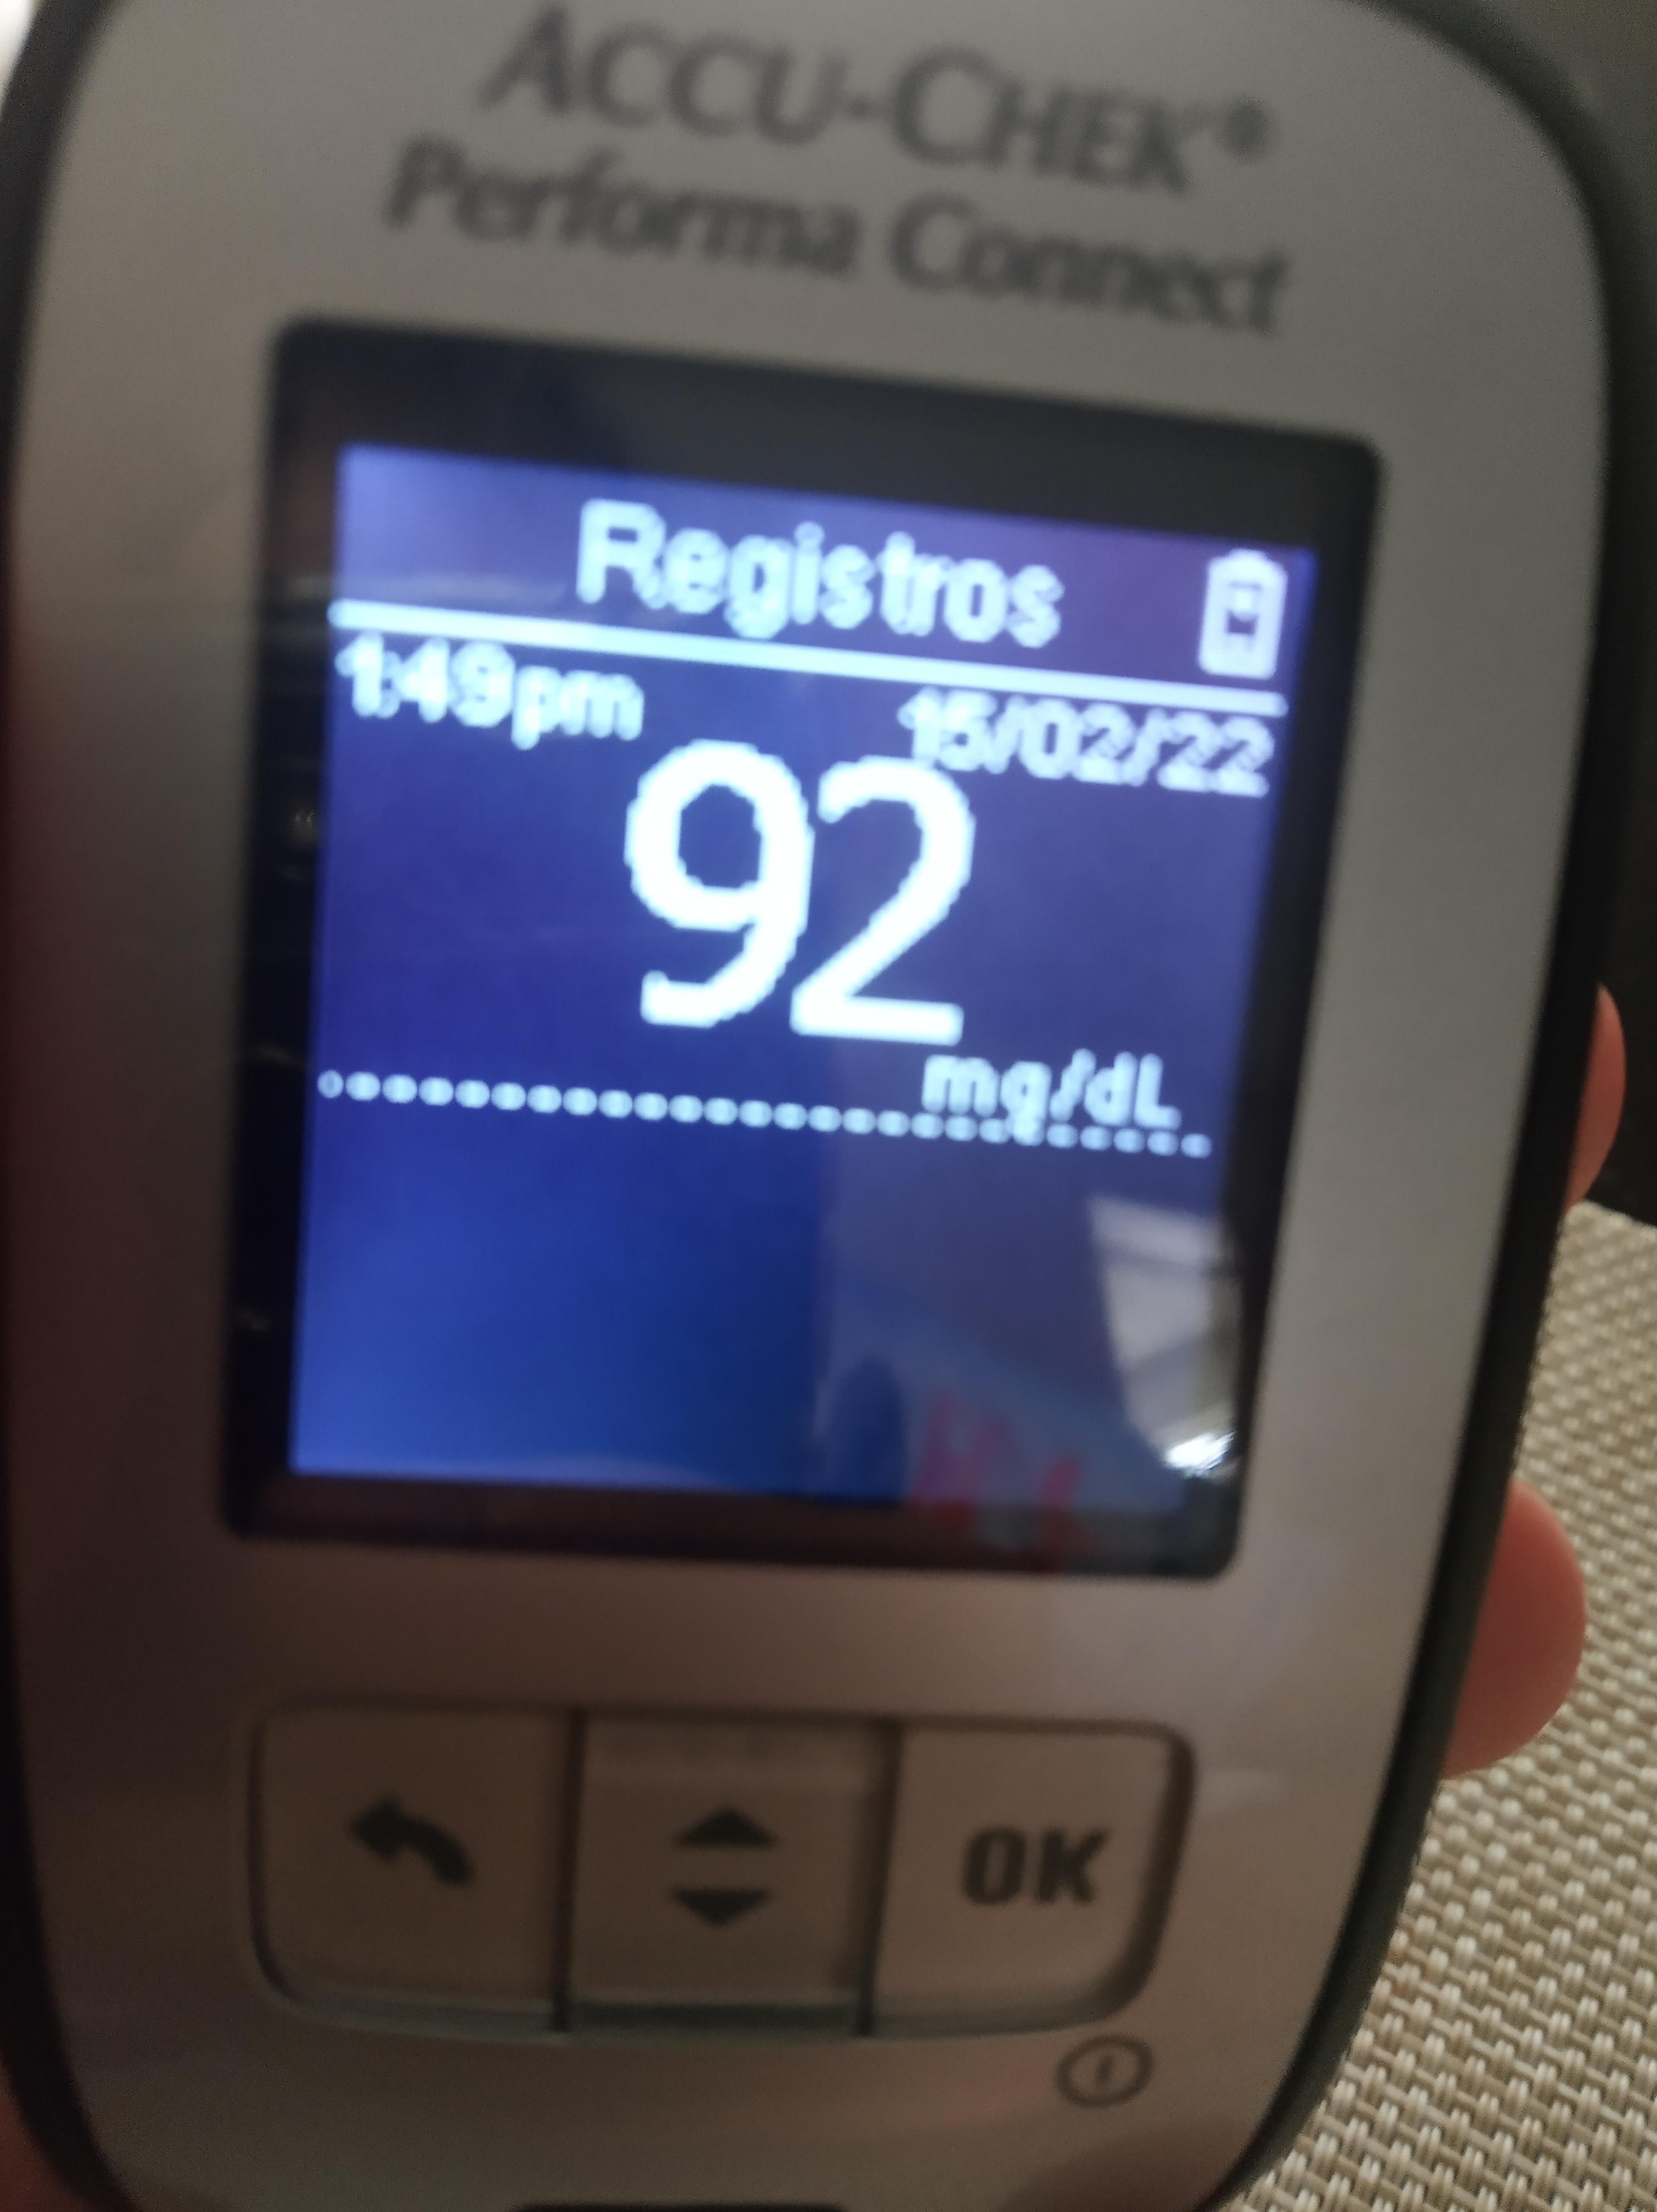 ACCU-CHEK®
Performa Connect
Registros
1:49pm 15/02/22
92
mg/dL
OK